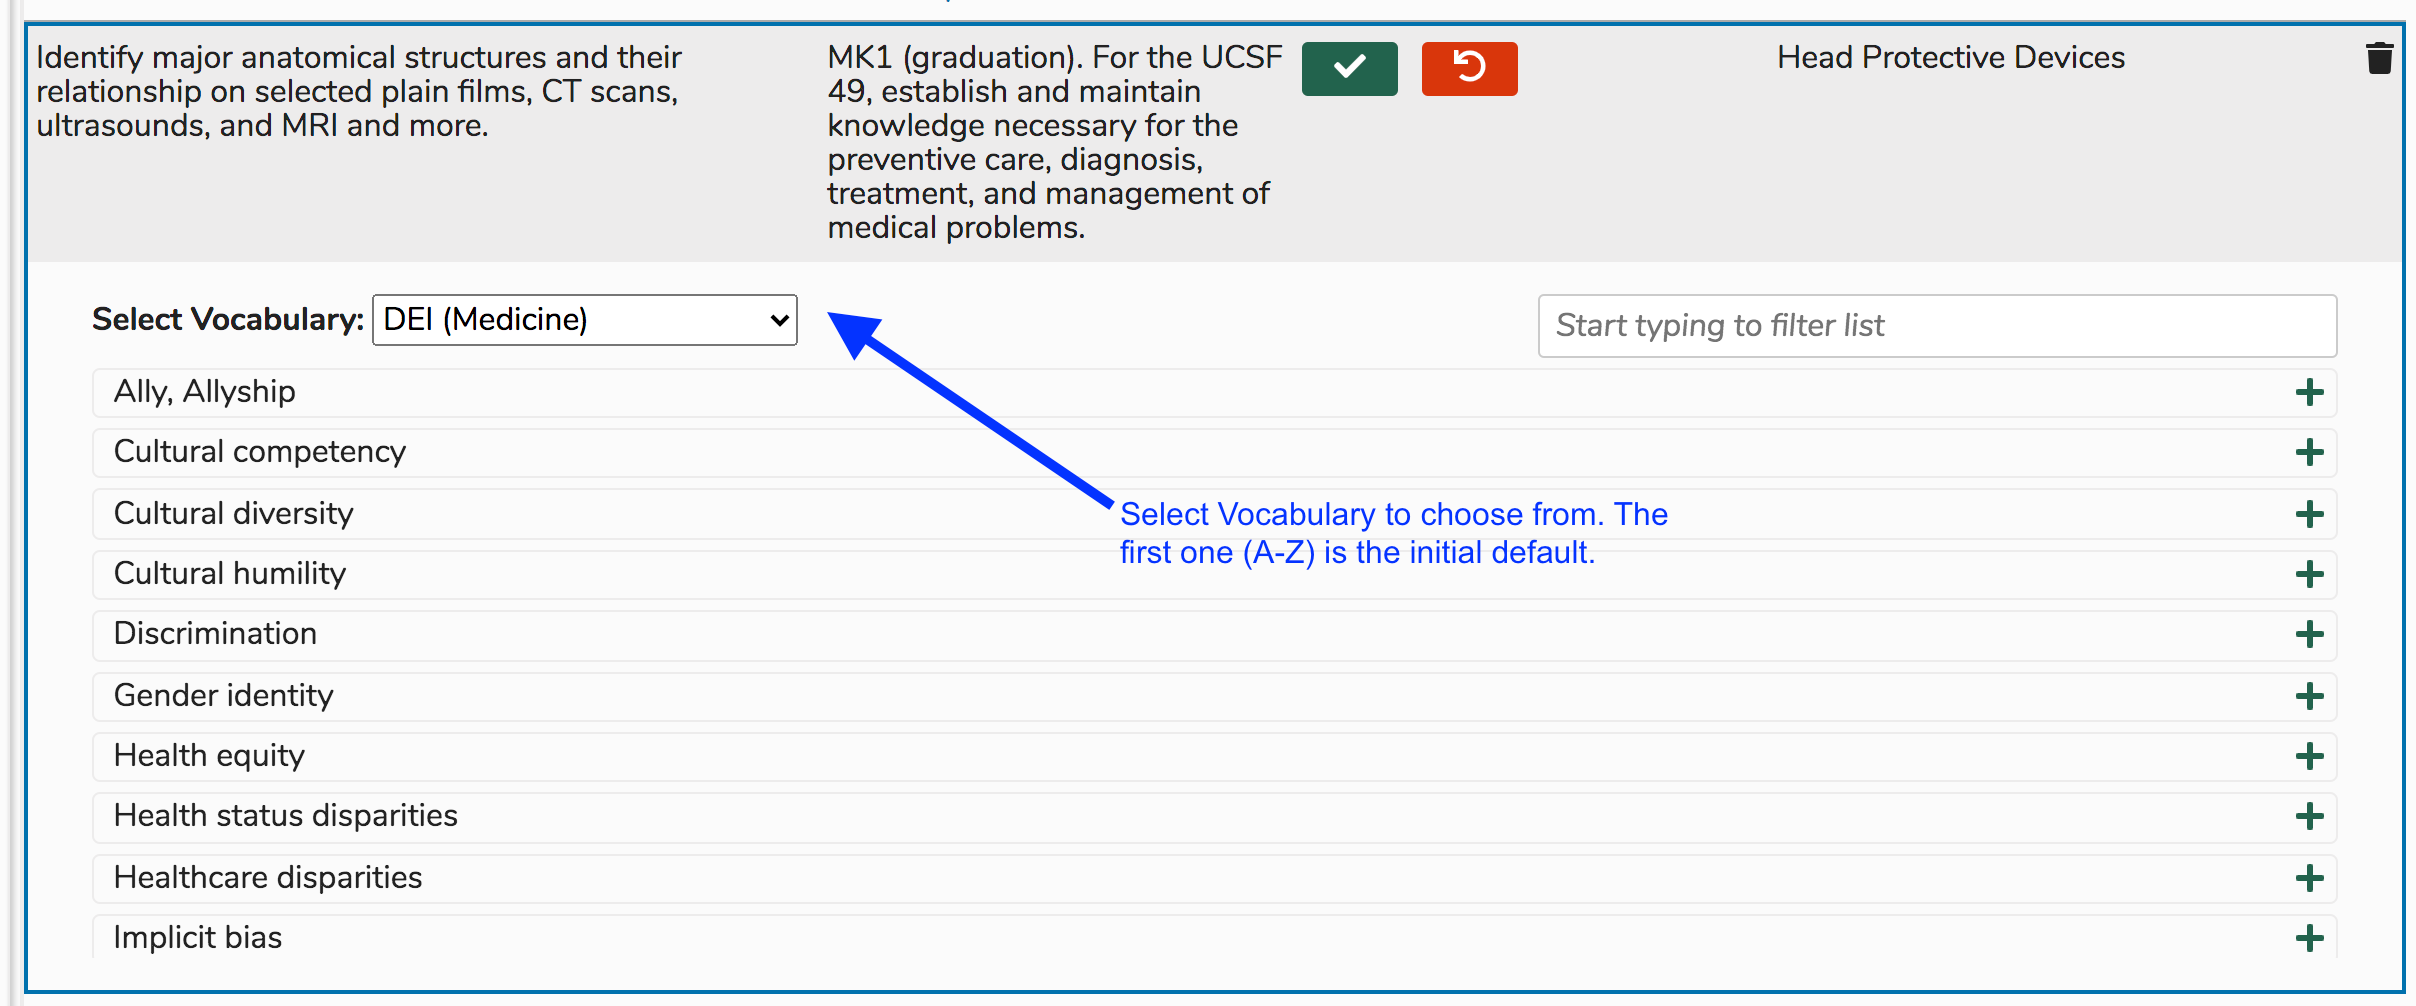 Identify major anatomical structures and their
relationship on selected plain films, CT scans,
ultrasounds, and MRI and more.
MK1 (graduation). For the UCSF
49, establish and maintain
knowledge necessary for the
preventive care, diagnosis,
treatment, and management of
medical problems.
Head Protective Devices
Select Vocabulary: DEI (Medicine)
Start typing to filter list
Ally, Allyship
Cultural competency
Cultural diversity
Select Vocabulary to choose from. The
first one (A-Z) is the initial default.
Cultural humility
Discrimination
Gender identity
Health equity
Health status disparities
Healthcare disparities
Implicit bias